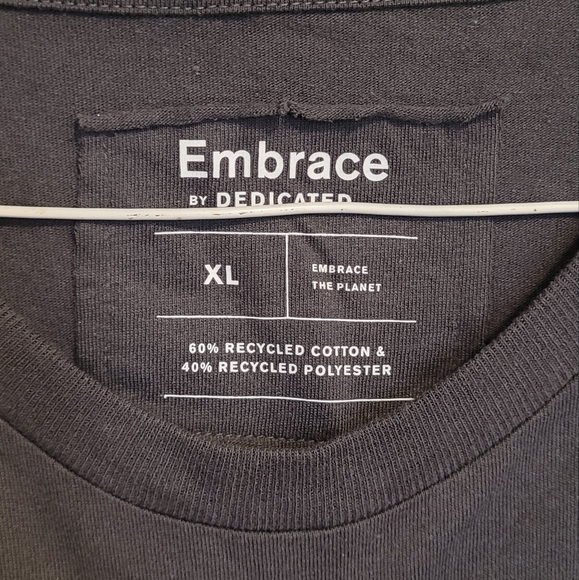 Embrace
BY DEDICATED
XL
EMBRACE
THE PLANET
60% RECYCLED COTTON &
40% RECYCLED POLYESTER